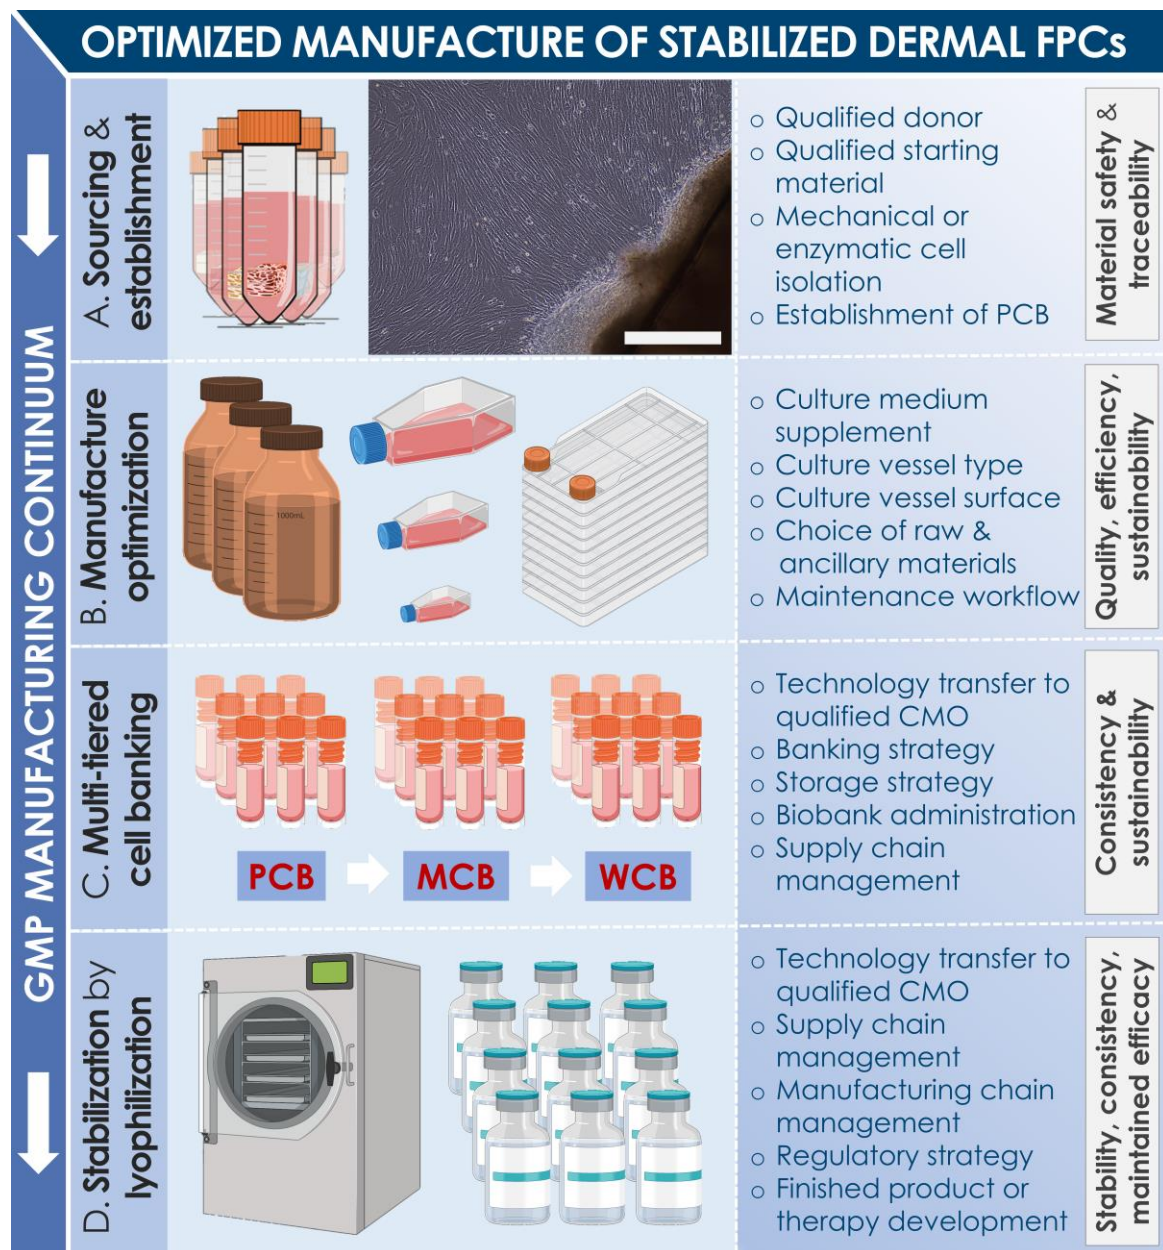 OPTIMIZED MANUFACTURE OF STABILIZED DERMAL FPCs
GMP MANUFACTURING CONTINUUM
A. Sourcing &
establishment
o Qualified donor
o Qualified starting
material
o Mechanical or
enzymatic cell
isolation
o Establishment of PCB
Material safety &
traceability
B. Manufacture
optimization
1000mL
o Culture medium
supplement
o Culture vessel type
o Culture vessel surface
o Choice of raw &
ancillary materials
o Maintenance workflow
Quality, efficiency,
sustainability
C. Multi-tiered
cell banking
PCB
MCB
WCB
o Technology transfer to
qualified CMO
o Banking strategy
o Storage strategy
o Biobank administration
o Supply chain
management
Consistency &
sustainability
D. Stabilization by
lyophilization
o Technology transfer to
qualified CMO
o Supply chain
management
o Manufacturing chain
management
o Regulatory strategy
o Finished product or
therapy development
Stability, consistency,
maintained efficacy